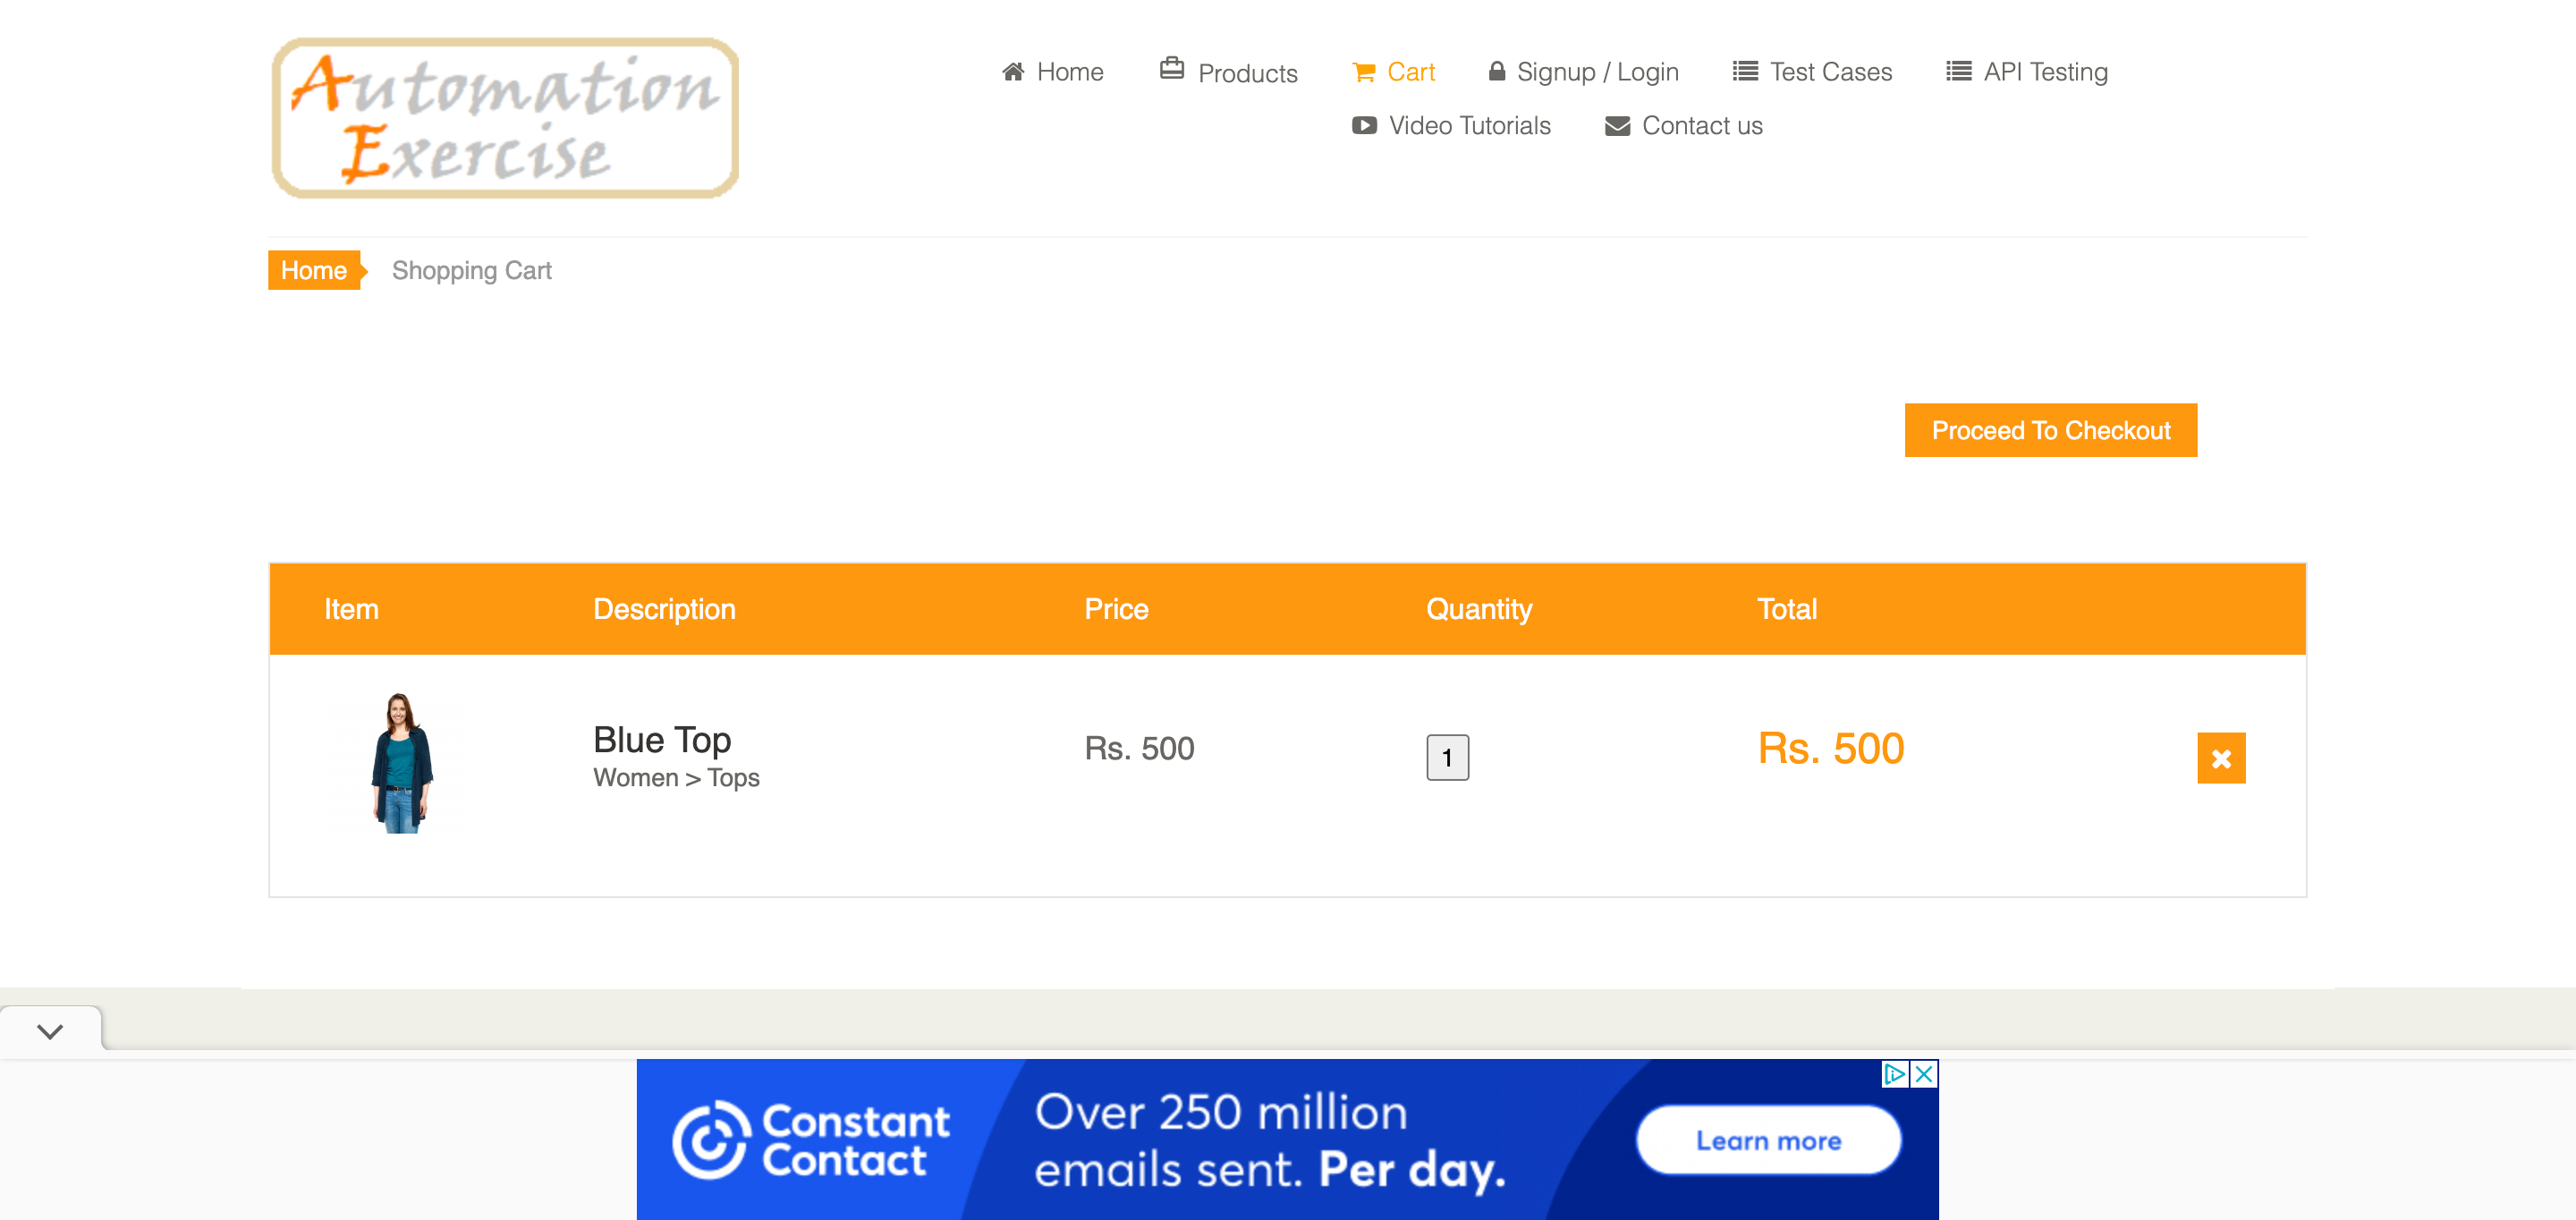 Automation
Exercise
Home
Products
Cart
Signup / Login
Test Cases
API Testing
Video Tutorials
Contact us
Home
Shopping Cart
Proceed To Checkout
Item
Description
Price
Quantity
Total
Blue Top
Women > Tops
Rs. 500
1
Rs. 500
Constant
Contact
Over 250 million
emails sent. Per day.
Learn more